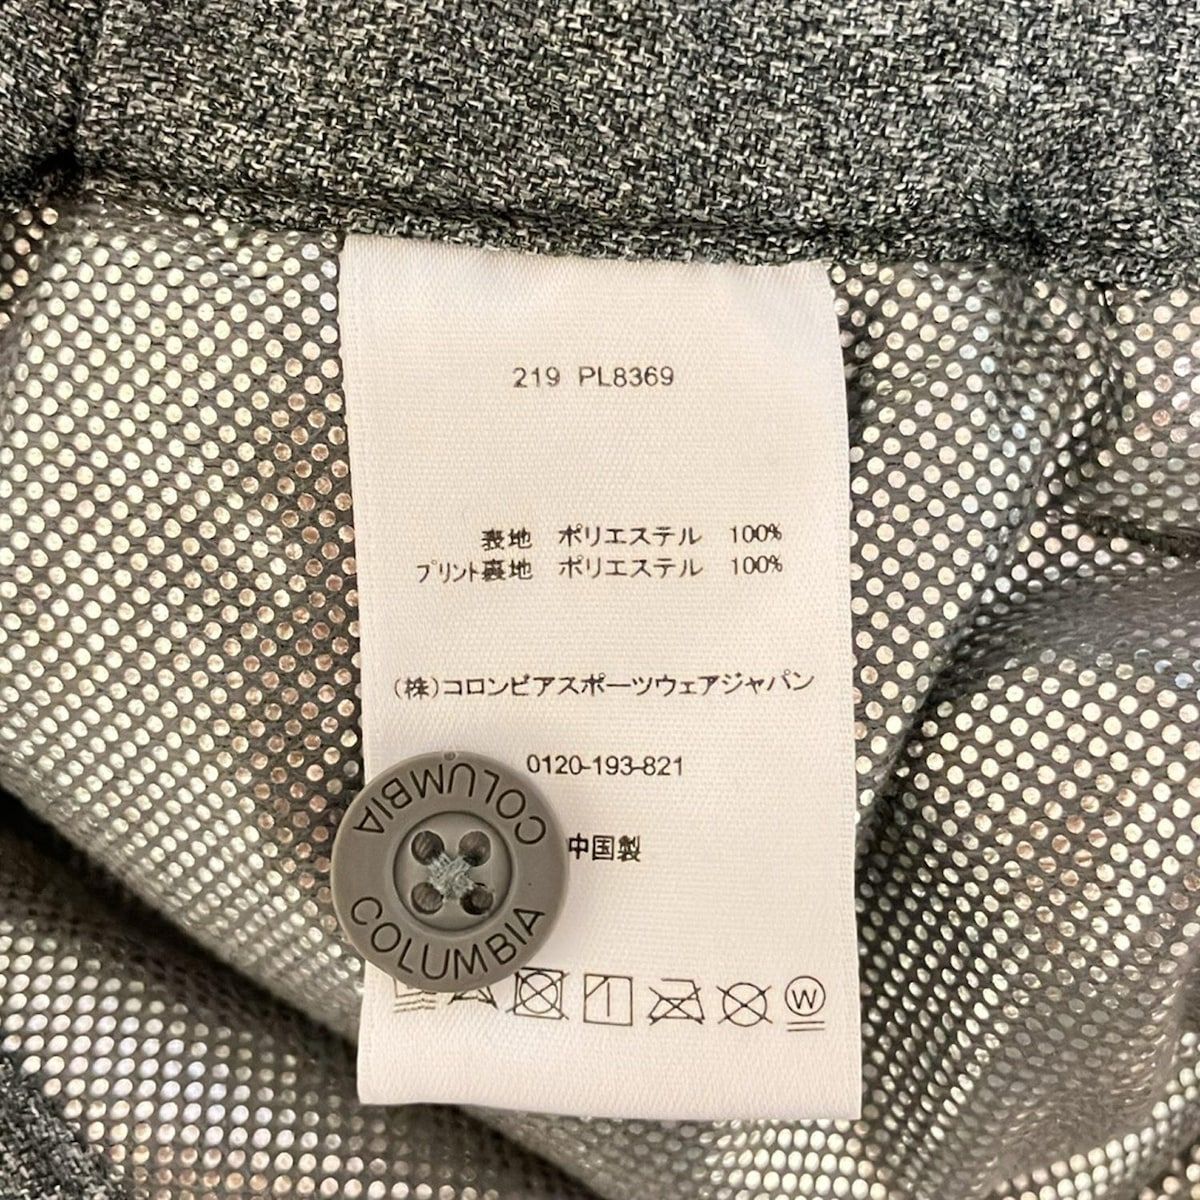 219 PL8369
表地 ポリエステル 100%
プリント裏地 ポリエステル 100%
(株)コロンビアスポーツウェアジャパン
0120-193-821
中国製
COLUMBIA
COLUMBIA
W